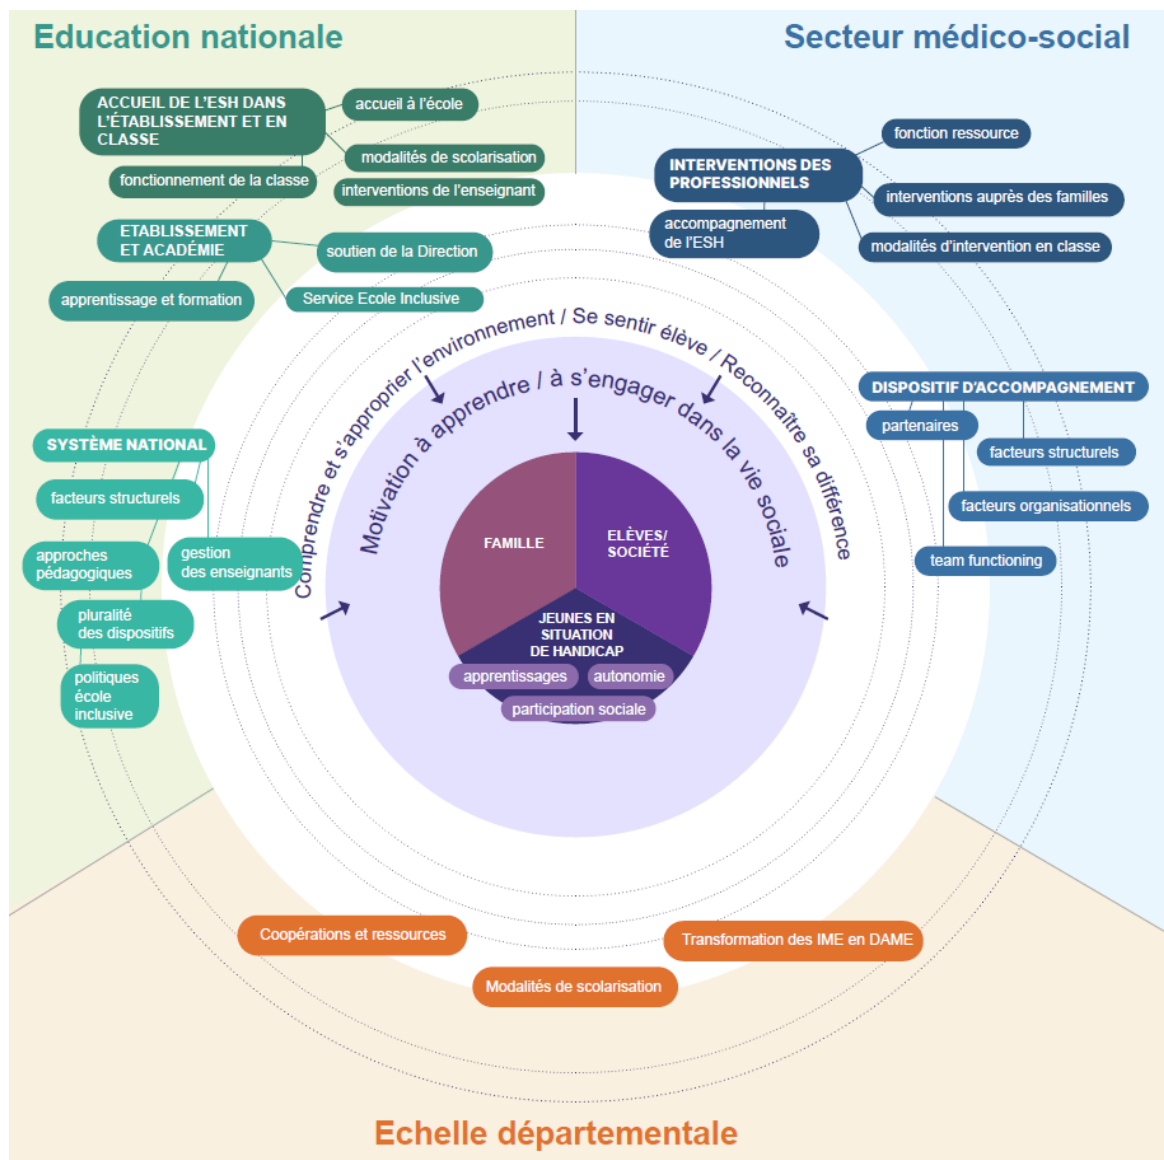 Education nationale
Secteur médico-social
ACCUEIL DE L'ESH DANS
L'ÉTABLISSEMENT ET EN
CLASSE
accueil à l'école
modalités de scolarisation
fonctionnement de la classe
interventions de l'enseignant
ETABLISSEMENT
ET ACADÉMIE
soutien de la Direction
apprentissage et formation
Service Ecole Inclusive
fonction ressource
INTERVENTIONS DES
PROFESSIONNELS
interventions auprès des familles
accompagnement
de l'ESH
modalités d'intervention en classe
Comprendre et s'approprier l'environnement / Se sentir élève / Reconnaître sa différence
Motivation à apprendre / à s'engager dans la vie sociale
SYSTÈME NATIONAL
facteurs structurels
approches
pédagogiques
gestion
des enseignants
pluralité
des dispositifs
politiques
école
inclusive
DISPOSITIF D'ACCOMPAGNEMENT
partenaires
facteurs structurels
facteurs organisationnels
team functioning
FAMILLE
ELÈVES/
SOCIÉTÉ
JEUNES EN
SITUATION
DE HANDICAP
apprentissages
autonomie
participation sociale
Coopérations et ressources
Transformation des IME en DAME
Modalités de scolarisation
Echelle départementale